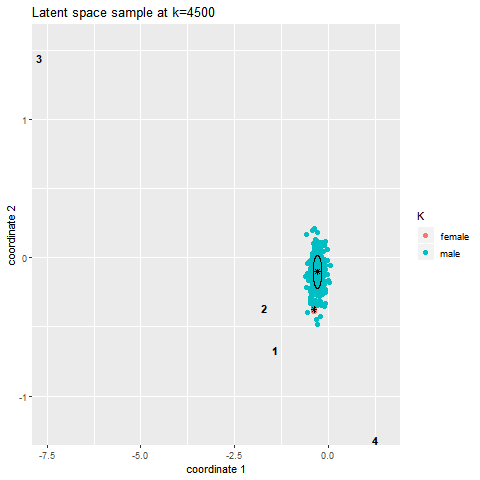 Latent space sample at k=4500
3
1
0
2
1
-1
4
-7.5
-5.0
-2.5
0.0
coordinate 1
coordinate 2
K
female
male